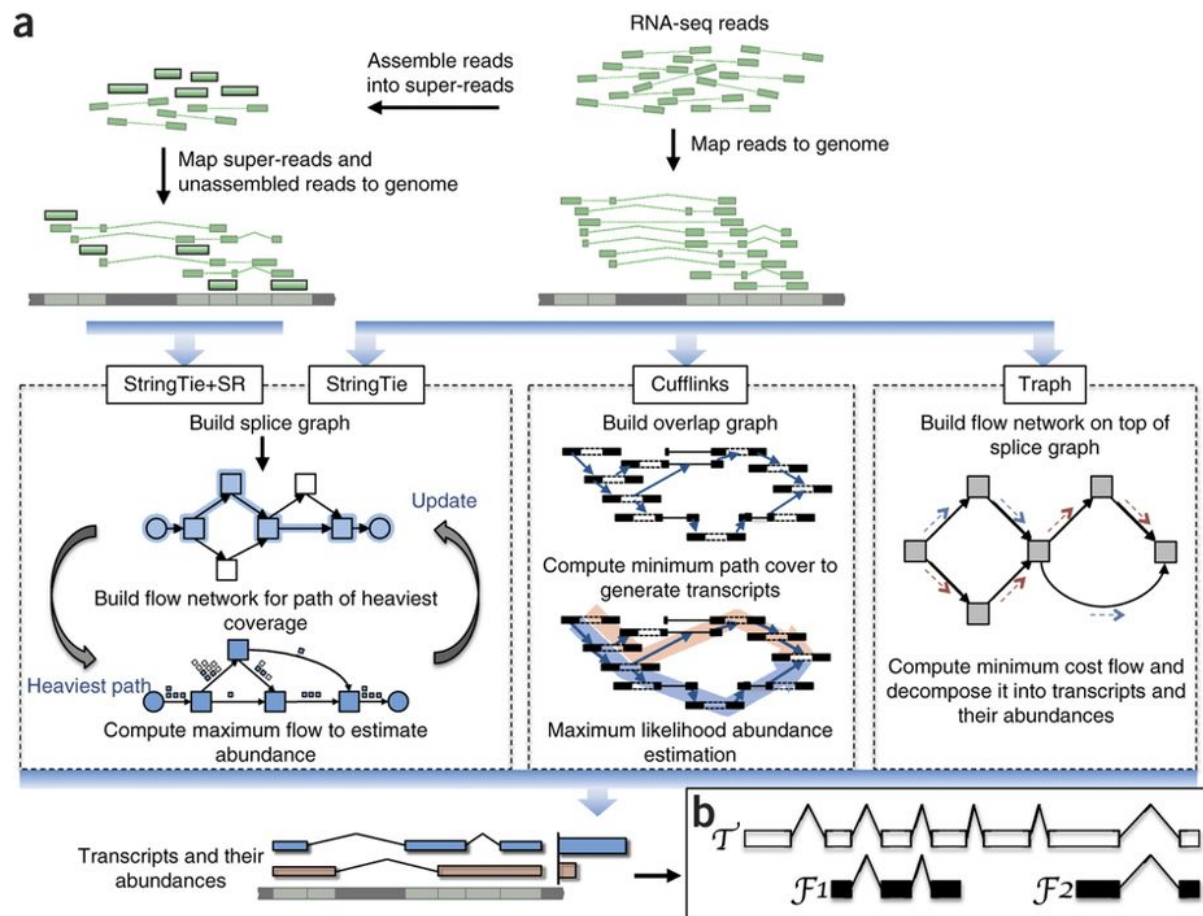 a
RNA-seq reads
Assemble reads
into super-reads
Map super-reads and
unassembled reads to genome
Map reads to genome
StringTie+SR
StringTie
Cufflinks
Traph
Build splice graph
Update
Build flow network for path of heaviest
coverage
Heaviest path
Compute maximum flow to estimate
abundance
Build overlap graph
Compute minimum path cover to
generate transcripts
Maximum likelihood abundance
estimation
Build flow network on top of
splice graph
Compute minimum cost flow and
decompose it into transcripts and
their abundances
Transcripts and their
abundances
b
T
F1
F2